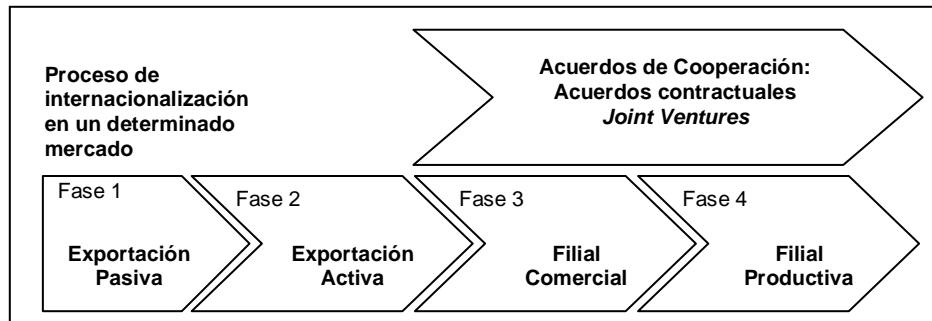 Proceso de
internacionalización
en un determinado
mercado
Acuerdos de Cooperación:
Acuerdos contractuales
Joint Ventures
Fase 1
Exportación
Pasiva
Fase 2
Exportación
Activa
Fase 3
Filial
Comercial
Fase 4
Filial
Productiva